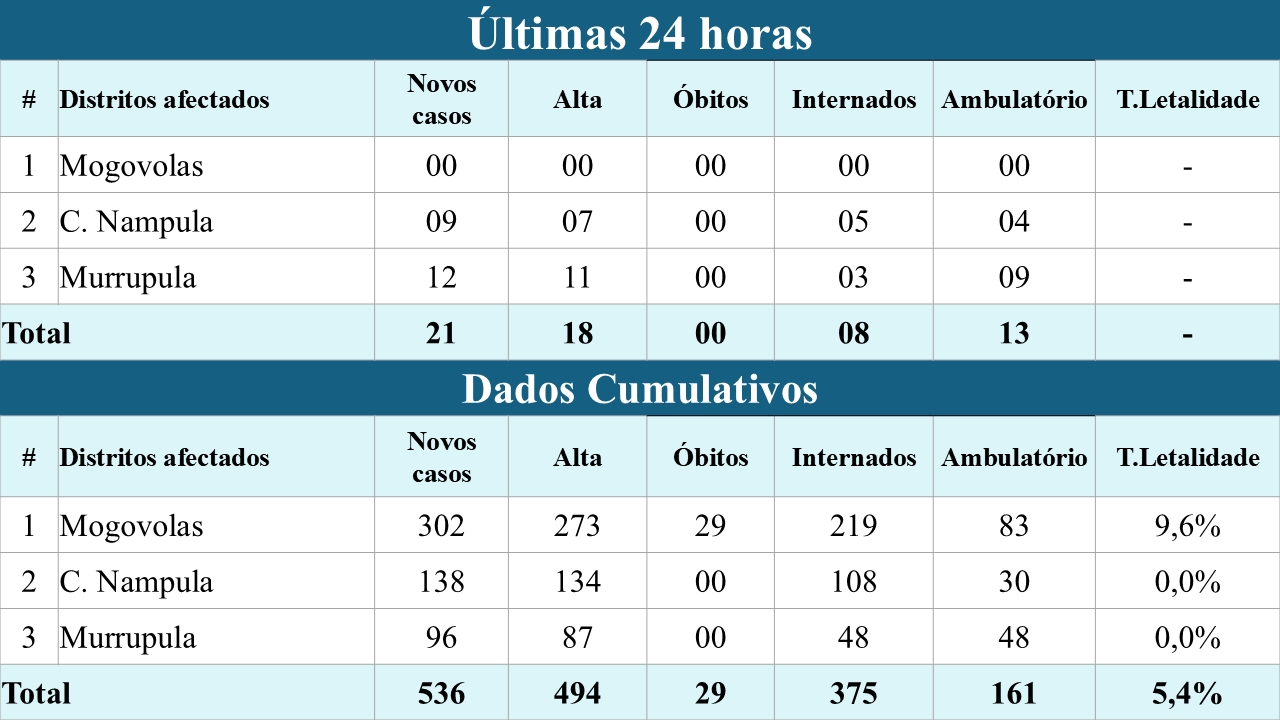 Últimas 24 horas
# Distritos afectados Novos casos Alta Óbitos Internados Ambulatório T.Letalidade
1 Mogovolas 00 00 00 00 00 -
2 C. Nampula 09 07 00 05 04 -
3 Murrupula 12 11 00 03 09 -
Total 21 18 00 08 13 -
Dados Cumulativos
# Distritos afectados Novos casos Alta Óbitos Internados Ambulatório T.Letalidade
1 Mogovolas 302 273 29 219 83 9,6%
2 C. Nampula 138 134 00 108 30 0,0%
3 Murrupula 96 87 00 48 48 0,0%
Total 536 494 29 375 161 5,4%